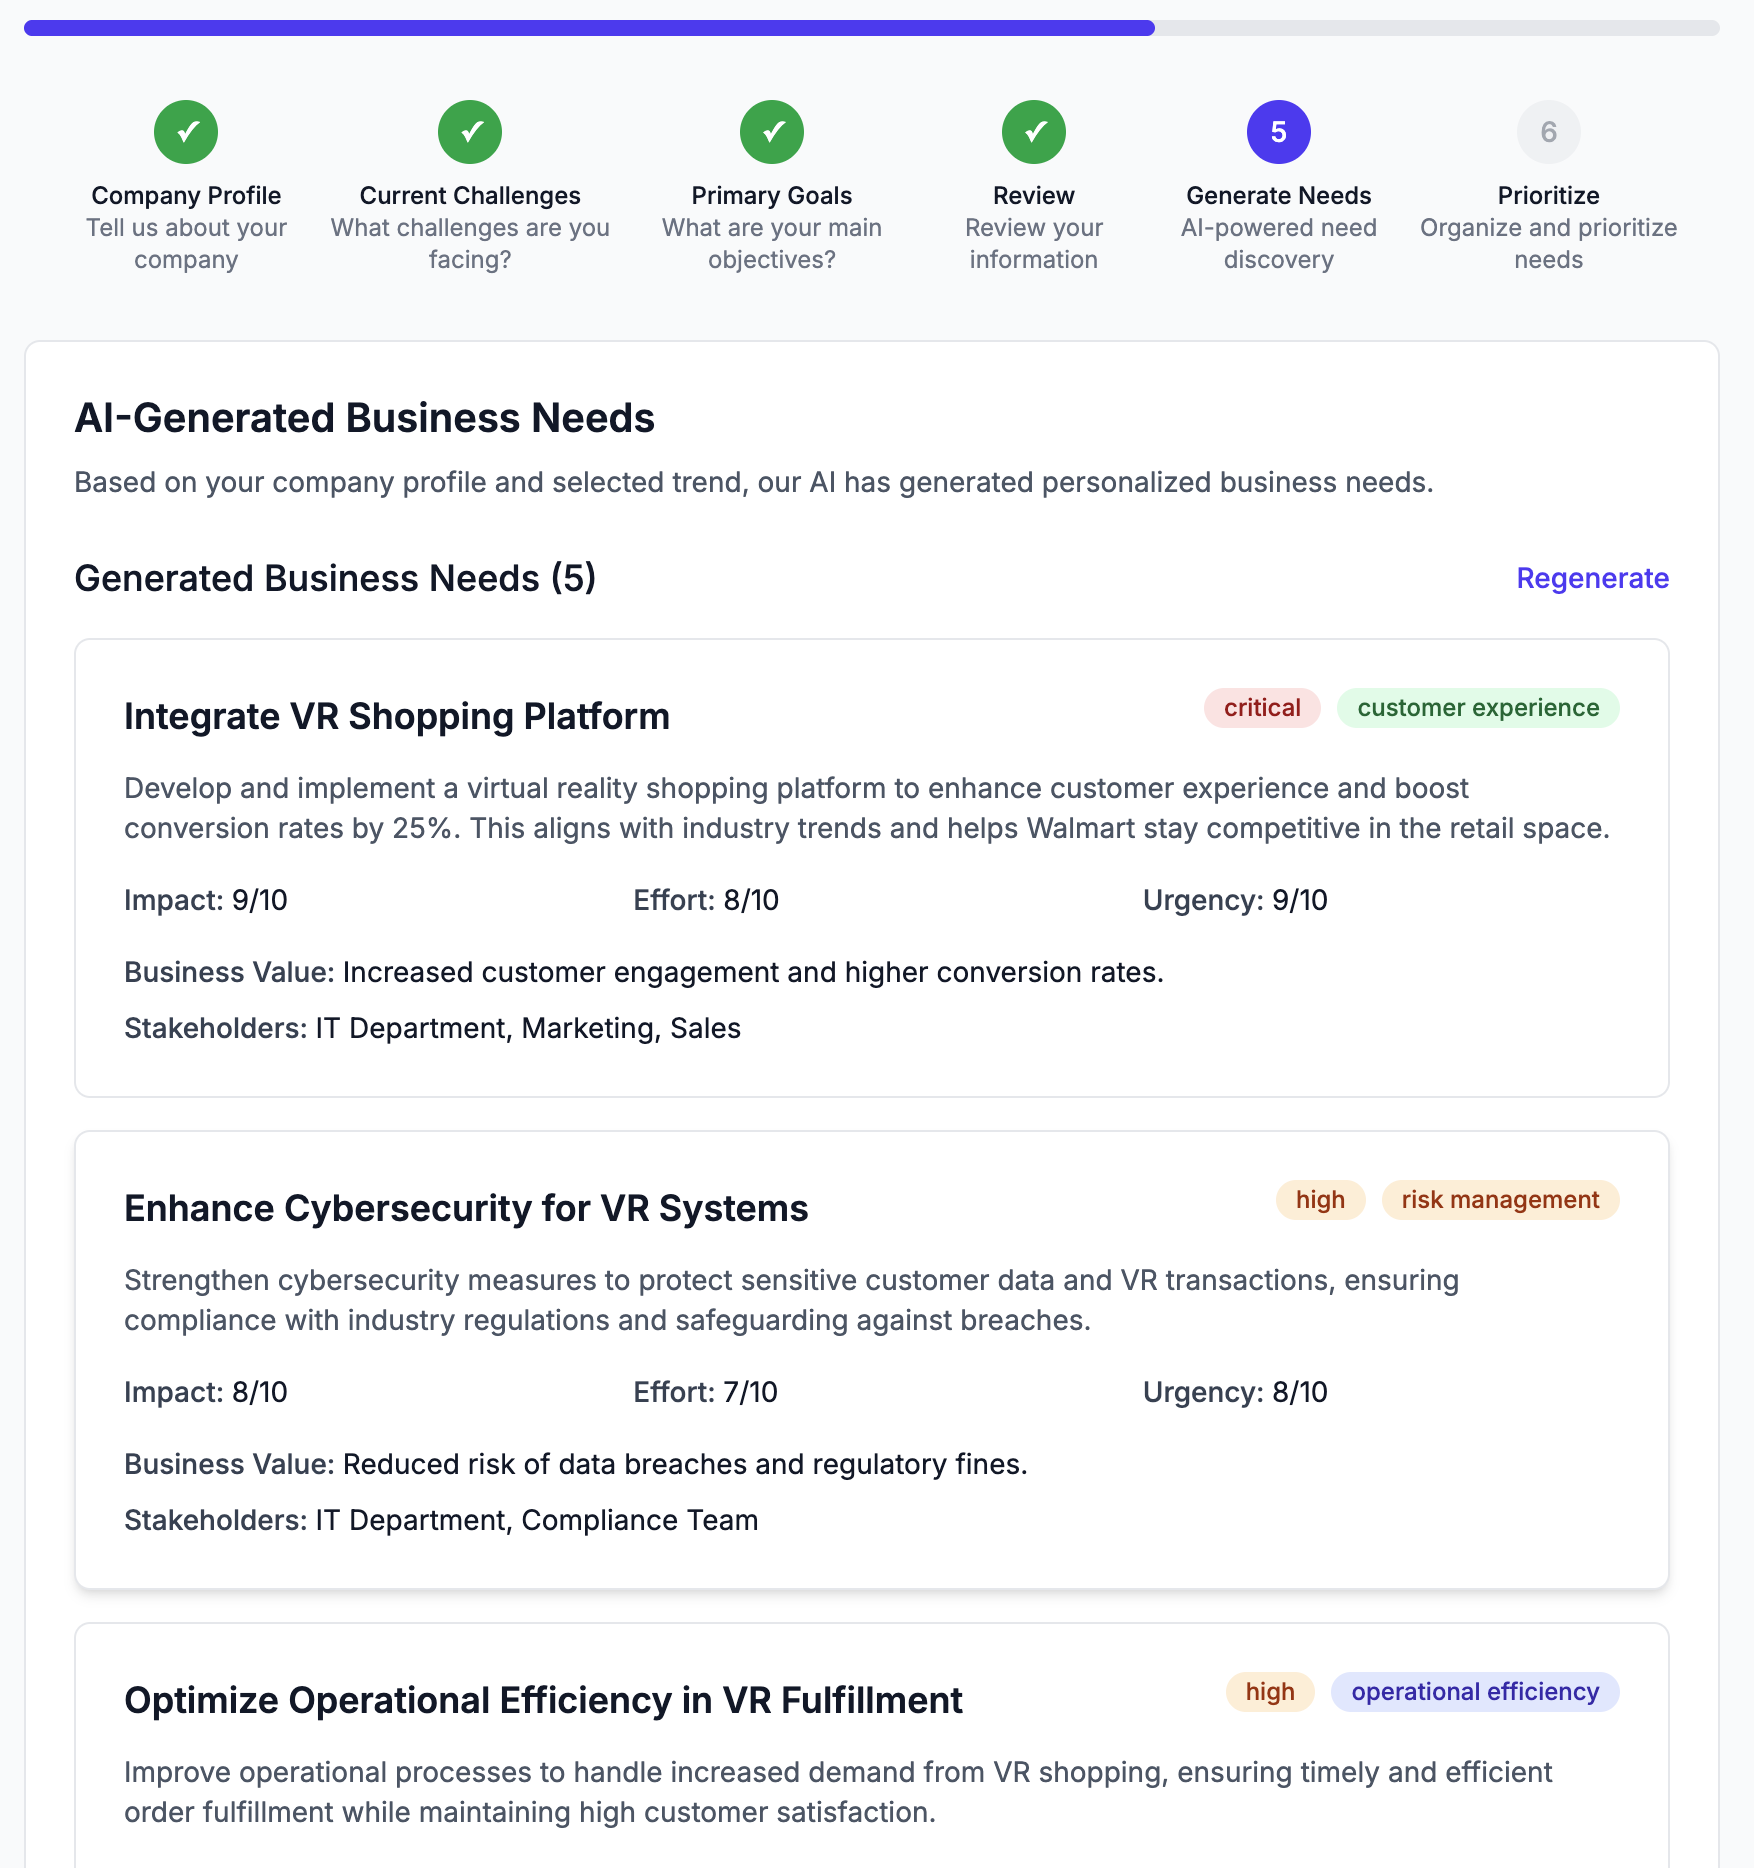 ✓
✓
✓
✓
5
6
Company Profile
Tell us about your
company
Current Challenges
What challenges are you
facing?
Primary Goals
What are your main
objectives?
Review
Review your
information
Generate Needs
AI-powered need
discovery
Prioritize
Organize and prioritize
needs
AI-Generated Business Needs
Based on your company profile and selected trend, our AI has generated personalized business needs.
Generated Business Needs (5)
Regenerate
Integrate VR Shopping Platform
critical
customer experience
Develop and implement a virtual reality shopping platform to enhance customer experience and boost
conversion rates by 25%. This aligns with industry trends and helps Walmart stay competitive in the retail space.
Impact: 9/10
Effort: 8/10
Urgency: 9/10
Business Value: Increased customer engagement and higher conversion rates.
Stakeholders: IT Department, Marketing, Sales
Enhance Cybersecurity for VR Systems
high
risk management
Strengthen cybersecurity measures to protect sensitive customer data and VR transactions, ensuring
compliance with industry regulations and safeguarding against breaches.
Impact: 8/10
Effort: 7/10
Urgency: 8/10
Business Value: Reduced risk of data breaches and regulatory fines.
Stakeholders: IT Department, Compliance Team
Optimize Operational Efficiency in VR Fulfillment
high
operational efficiency
Improve operational processes to handle increased demand from VR shopping, ensuring timely and efficient
order fulfillment while maintaining high customer satisfaction.